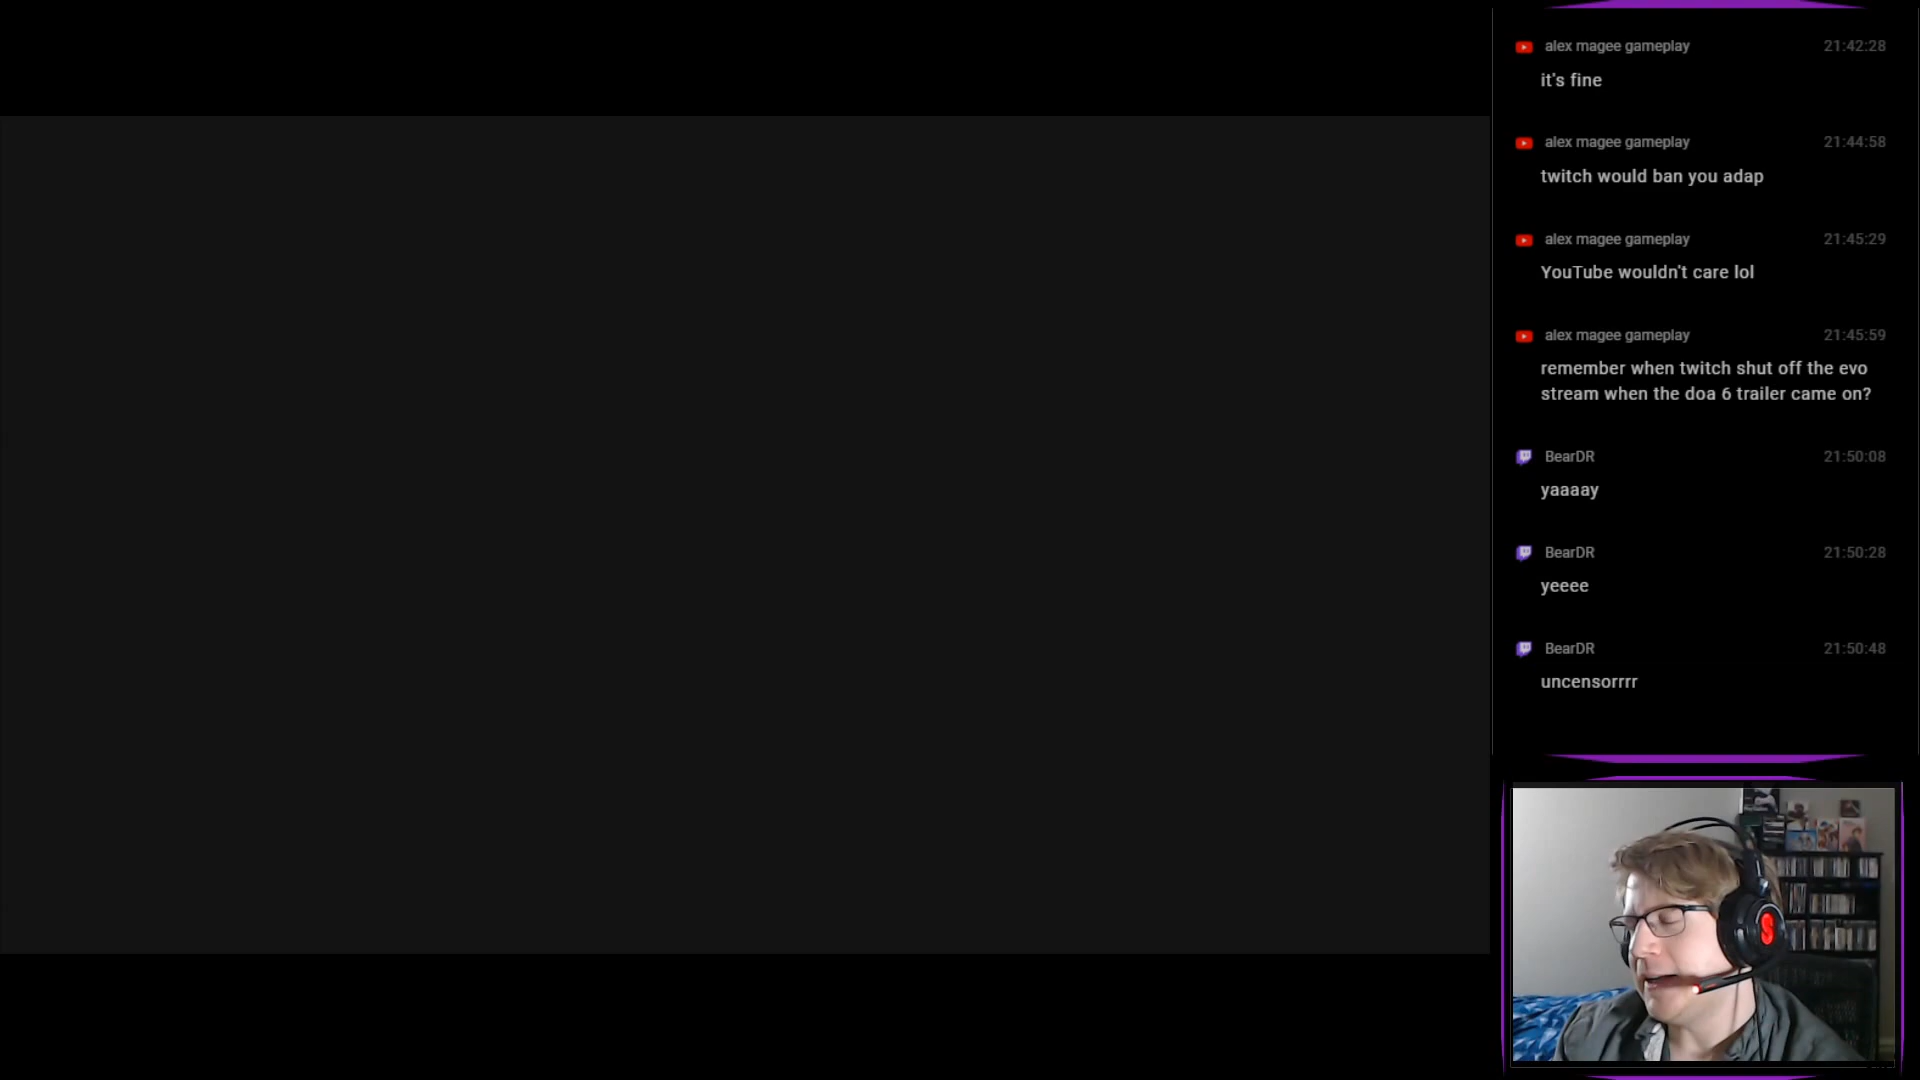 alex magee gameplay 21:42:28
it's fine
alex magee gameplay 21:44:58
twitch would ban you adap
alex magee gameplay 21:45:29
YouTube wouldn't care lol
alex magee gameplay 21:45:59
remember when twitch shut off the evo
stream when the doa 6 trailer came on?
BearDR 21:50:08
yaaaay
BearDR 21:50:28
yeeee
BearDR 21:50:48
uncensorrrr